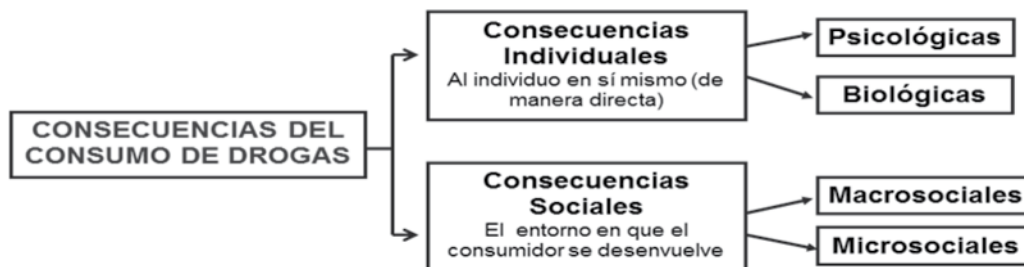 CONSECUENCIAS DEL
CONSUMO DE DROGAS
Consecuencias
Individuales
Al individuo en sí mismo (de
manera directa)
Psicológicas
Biológicas
Consecuencias
Sociales
El entorno en que el
consumidor se desenvuelve
Macrosociales
Microsociales